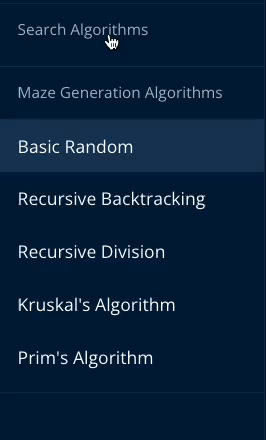 Search Algorithms
Maze Generation Algorithms
Basic Random
Recursive Backtracking
Recursive Division
Kruskal's Algorithm
Prim's Algorithm